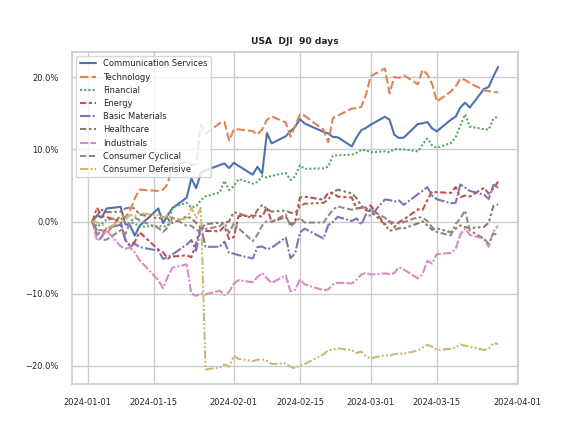 USA DJI 90 days
Communication Services
Technology
Financial
Energy
Basic Materials
Healthcare
Industrials
Consumer Cyclical
Consumer Defensive
20.0%
10.0%
0.0%
−10.0%
−20.0%
2024-01-01 2024-01-15 2024-02-01 2024-02-15 2024-03-01 2024-03-15 2024-04-01